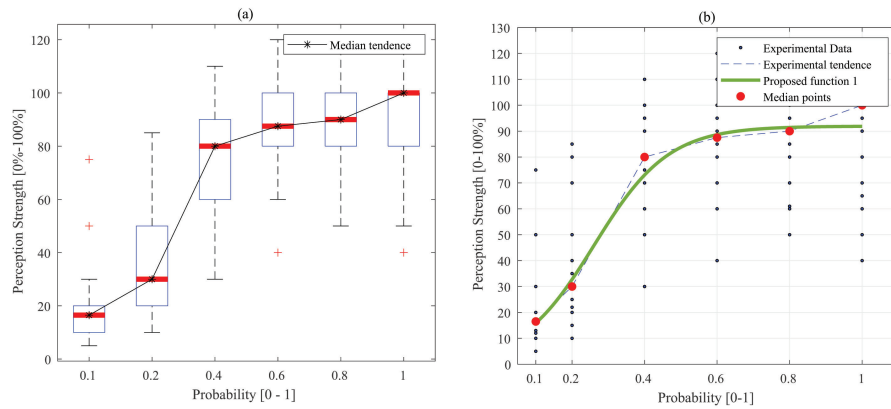 (a)
Median tendence
120
100
80
60
40
20
0
Perception Strength [0%-100%]
0.1 0.2 0.4 0.6 0.8 1
Probability [0 - 1]
(b)
Experimental Data
Experimental tendence
Proposed function 1
Median points
130
120
110
100
90
80
70
60
50
40
30
20
10
0
Perception Strength [0-100%]
0.1 0.2 0.4 0.6 0.8 1
Probability [0-1]